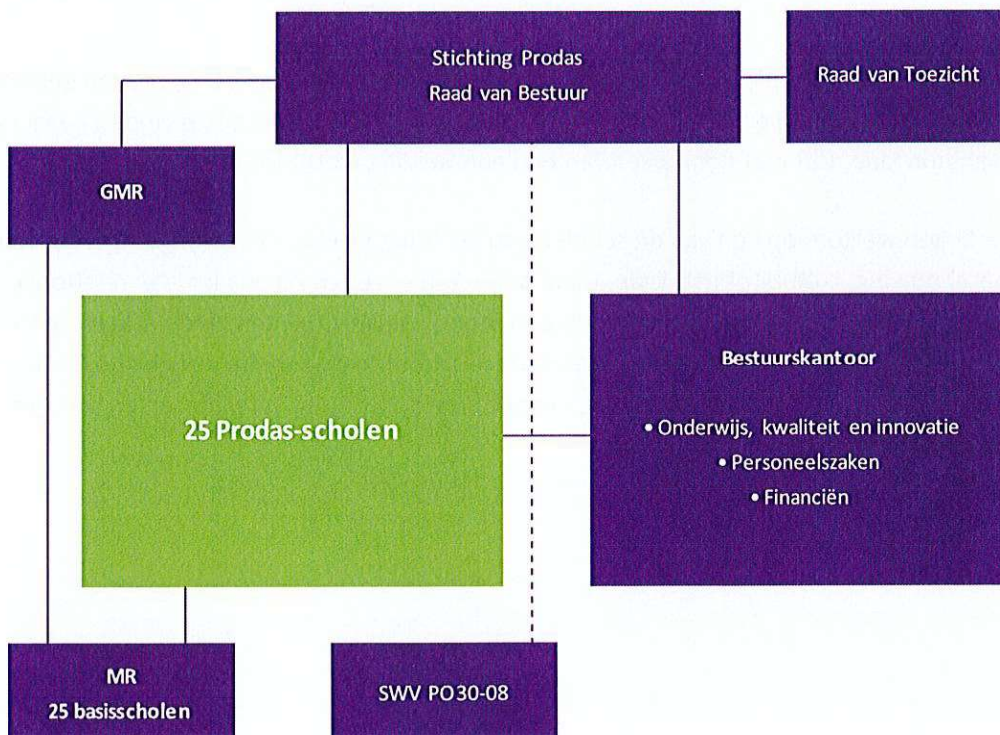 Stichting Prodas
Raad van Bestuur
Raad van Toezicht
GMR
25 Prodas-scholen
Bestuurskantoor
• Onderwijs, kwaliteit en innovatie
• Personeelszaken
• Financiën
MR
25 basisscholen
SWV PO30-08